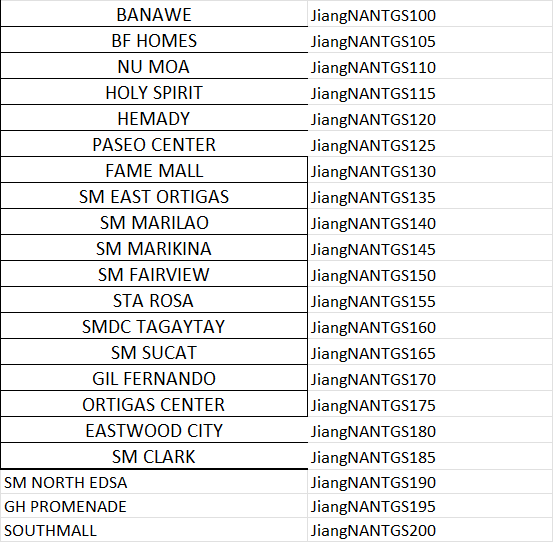 BANAWE JiangNANTGS100
BF HOMES JiangNANTGS105
NU MOA JiangNANTGS110
HOLY SPIRIT JiangNANTGS115
HEMADY JiangNANTGS120
PASEO CENTER JiangNANTGS125
FAME MALL JiangNANTGS130
SM EAST ORTIGAS JiangNANTGS135
SM MARILAO JiangNANTGS140
SM MARIKINA JiangNANTGS145
SM FAIRVIEW JiangNANTGS150
STA ROSA JiangNANTGS155
SMDC TAGAYTAY JiangNANTGS160
SM SUCAT JiangNANTGS165
GIL FERNANDO JiangNANTGS170
ORTIGAS CENTER JiangNANTGS175
EASTWOOD CITY JiangNANTGS180
SM CLARK JiangNANTGS185
SM NORTH EDSA JiangNANTGS190
GH PROMENADE JiangNANTGS195
SOUTHMALL JiangNANTGS200